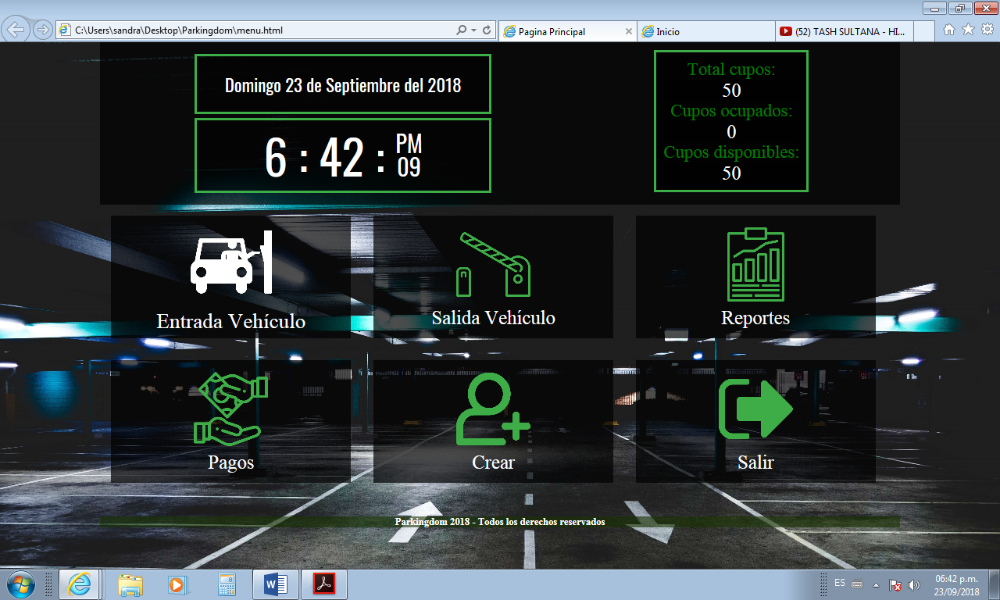 C:\Users\sandra\Desktop\Parkingdom\menu.html
Pagina Principal
Inicio
(52) TASH SULTANA - HI...
Domingo 23 de Septiembre del 2018
6 : 42 : PM 09
Total cupos:
50
Cupos ocupados:
0
Cupos disponibles:
50
Entrada Vehículo
Salida Vehículo
Reportes
Pagos
Crear
Salir
Parkingdom 2018 - Todos los derechos reservados
ES
06:42 p.m.
23/09/2018